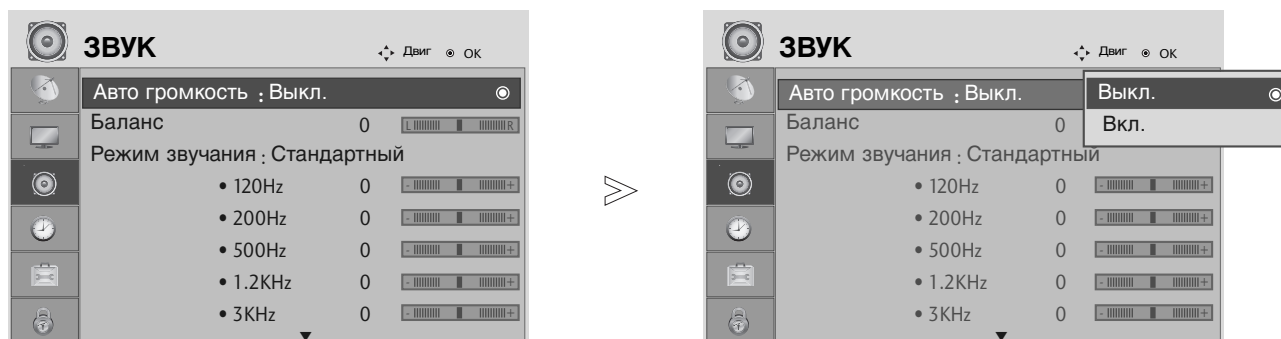 ЗВУК
Двиг ОК
Авто громкость : Выкл.
Баланс 0 L R
Режим звучания : Стандартный
• 120Hz 0 - +
• 200Hz 0 - +
• 500Hz 0 - +
• 1.2KHz 0 - +
• 3KHz 0 - +
ЗВУК
Двиг ОК
Авто громкость : Выкл.
Выкл.
Вкл.
Баланс 0
Режим звучания : Стандартный
• 120Hz 0 - +
• 200Hz 0 - +
• 500Hz 0 - +
• 1.2KHz 0 - +
• 3KHz 0 - +